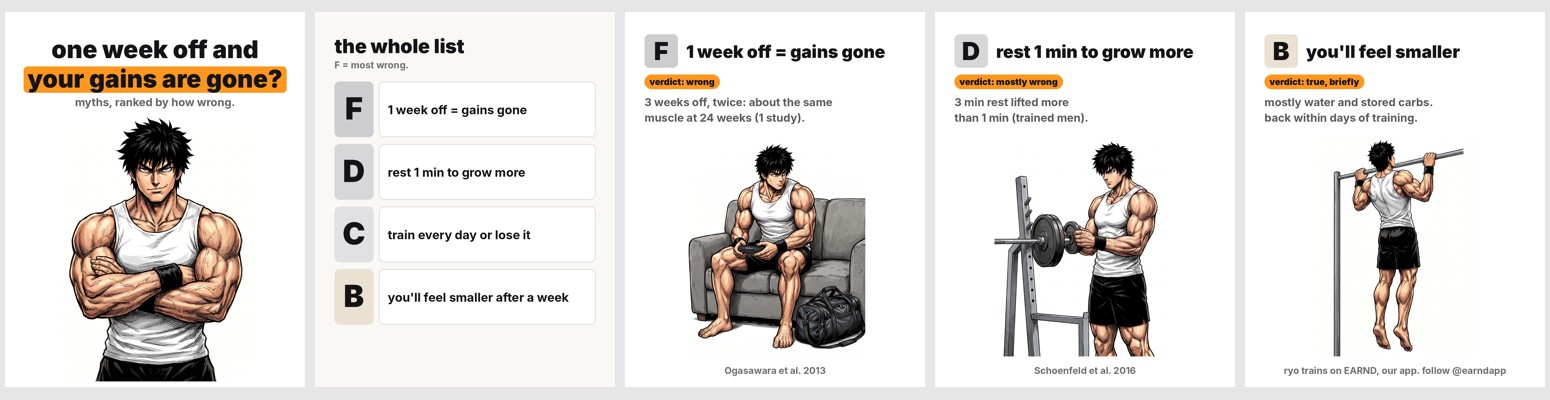 one week off and
your gains are gone?
myths, ranked by how wrong.
the whole list
F = most wrong.
F
1 week off = gains gone
D
rest 1 min to grow more
C
train every day or lose it
B
you'll feel smaller after a week
F 1 week off = gains gone
verdict: wrong
3 weeks off, twice: about the same
muscle at 24 weeks (1 study).
Ogasawara et al. 2013
D rest 1 min to grow more
verdict: mostly wrong
3 min rest lifted more
than 1 min (trained men).
Schoenfeld et al. 2016
B you'll feel smaller
verdict: true, briefly
mostly water and stored carbs.
back within days of training.
ryo trains on EARND, our app. follow @earndapp